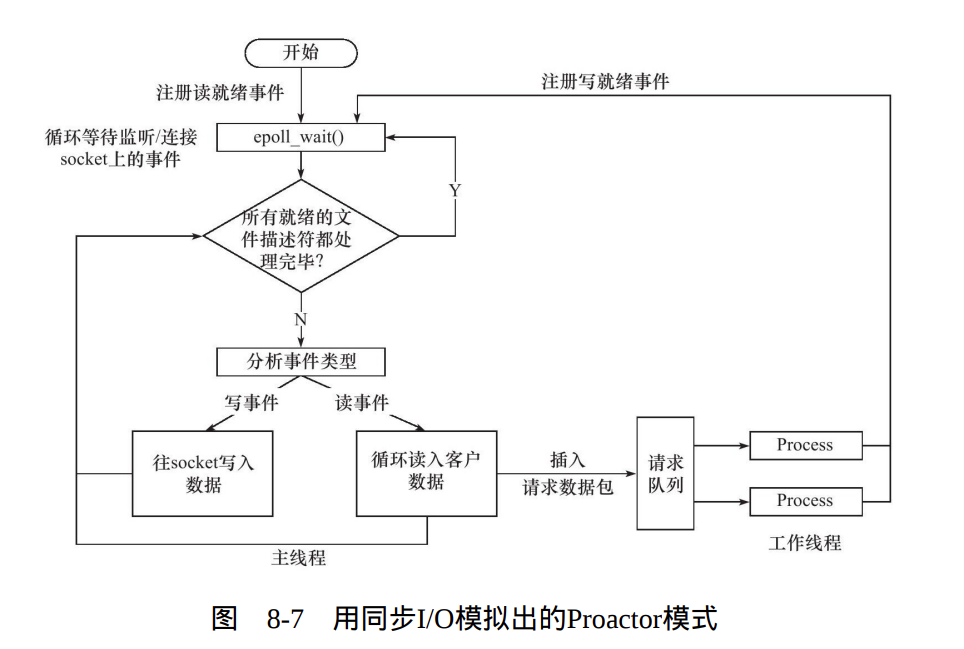 开始
注册读就绪事件
注册写就绪事件
循环等待监听/连接
socket上的事件
epoll_wait()
Y
所有就绪的文
件描述符都处
理完毕?
N
分析事件类型
写事件
读事件
往socket写入
数据
循环读入客户
数据
插入
请求数据包
请求
队列
Process
Process
主线程
工作线程
图 8-7 用同步I/O模拟出的Proactor模式